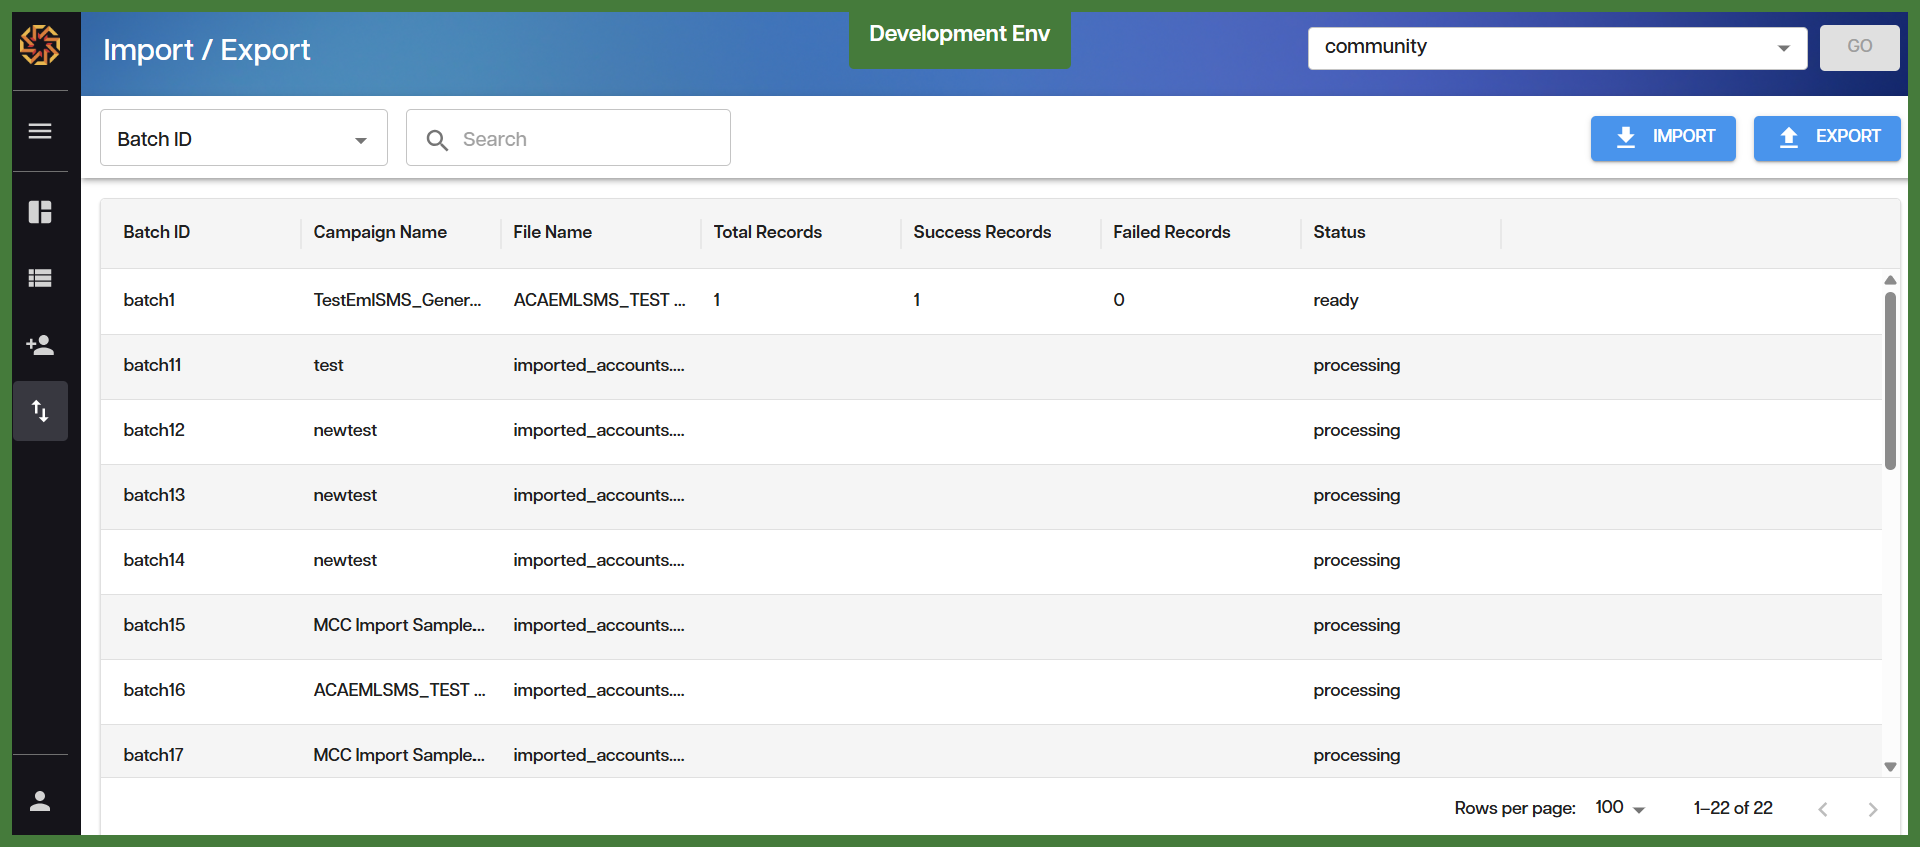 Import / Export
Development Env
community
GO
Batch ID
Search
IMPORT
EXPORT
Batch ID Campaign Name File Name Total Records Success Records Failed Records Status
batch1 TestEmlSMS_Gener... ACAEMLSMS_TEST ... 1 1 0 ready
batch11 test imported_accounts.... processing
batch12 newtest imported_accounts.... processing
batch13 newtest imported_accounts.... processing
batch14 newtest imported_accounts.... processing
batch15 MCC Import Sample... imported_accounts.... processing
batch16 ACAEMLSMS_TEST ... imported_accounts.... processing
batch17 MCC Import Sample... imported_accounts.... processing
Rows per page: 100 1–22 of 22